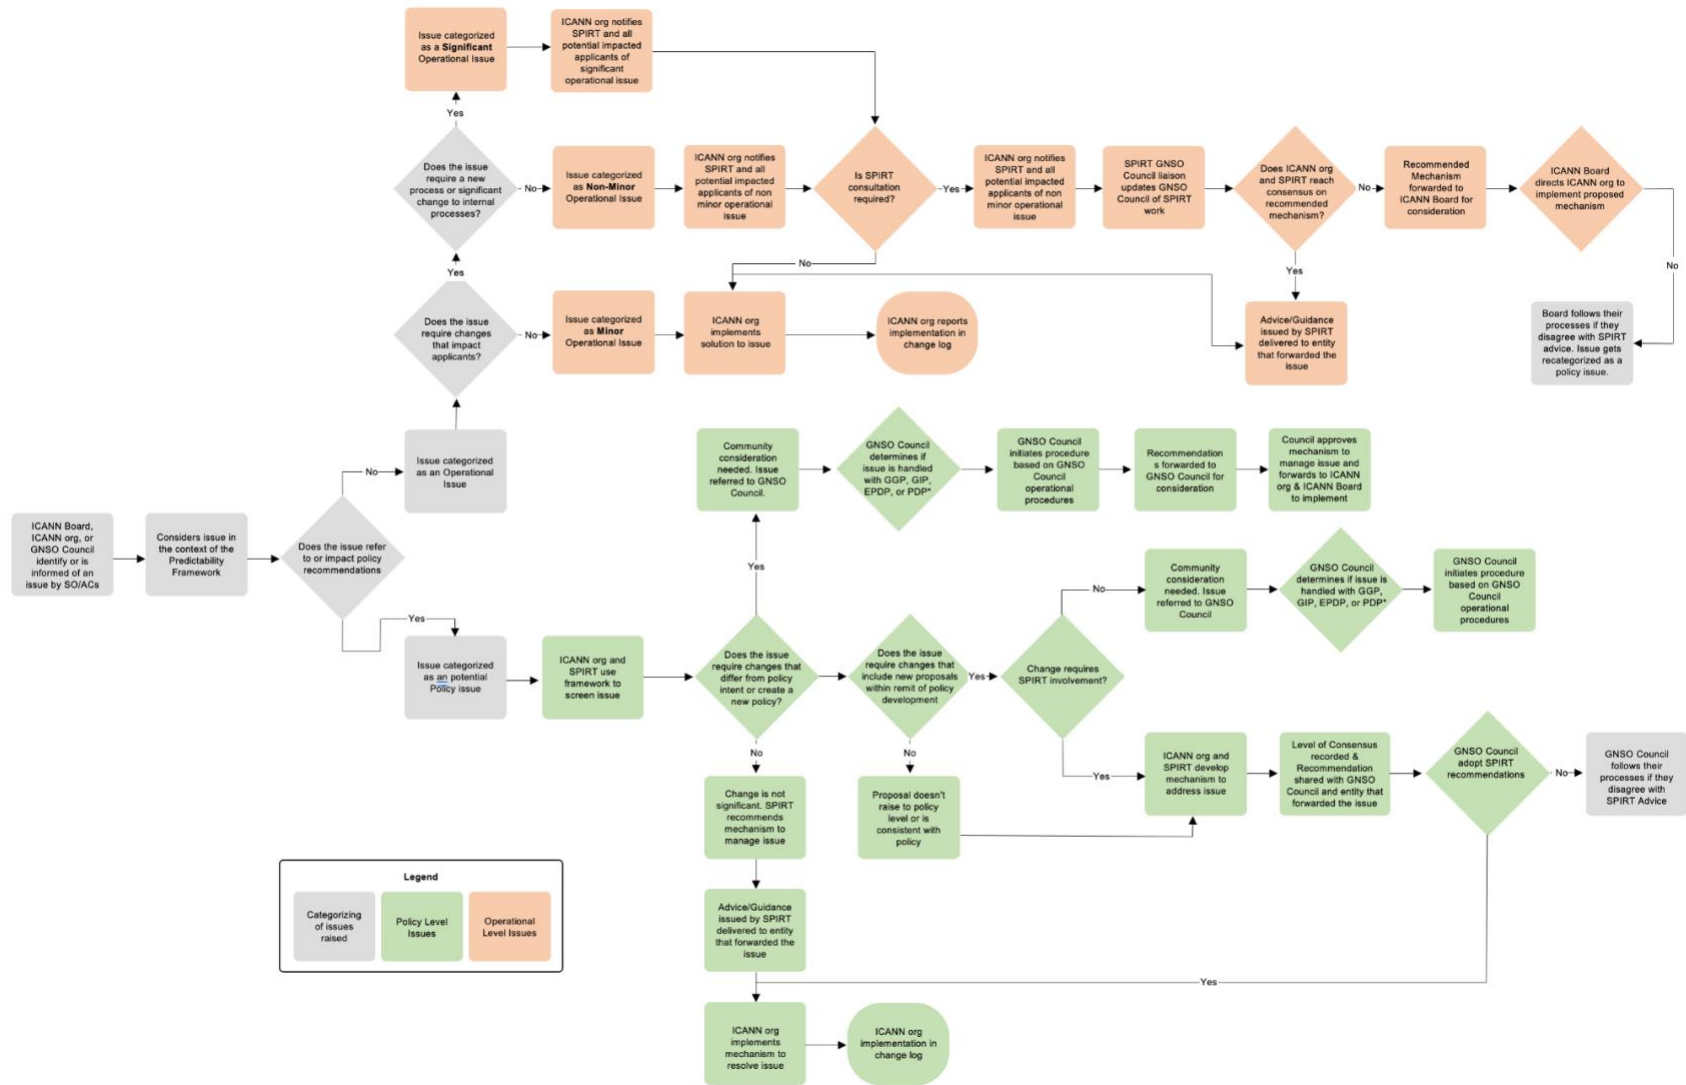 Issue categorized
as a Significant
Operational Issue
ICANN org notifies
SPIRT and all
potential impacted
applicants of
significant
operational issue
Yes
Does the issue
require a new
process or significant
change to internal
processes?
No
Issue categorized
as Non-Minor
Operational Issue
ICANN org notifies
SPIRT and all
potential impacted
applicants of non
minor operational
issue
Is SPIRT
consultation
required?
Yes
ICANN org notifies
SPIRT and all
potential impacted
applicants of non
minor operational
issue
SPIRT GNSO
Council liaison
updates GNSO
Council of SPIRT
work
Does ICANN org
and SPIRT reach
consensus on
recommended
mechanism?
No
Recommended
Mechanism
forwarded to
ICANN Board for
consideration
ICANN Board
directs ICANN org to
implement proposed
mechanism
No
Yes
No
Yes
Does the issue
require changes
that impact
applicants?
No
Issue categorized
as Minor
Operational Issue
ICANN org
implements
solution to issue
ICANN org reports
implementation in
change log
Advice/Guidance
issued by SPIRT
delivered to entity
that forwarded the
issue
Board follows their
processes if they
disagree with SPIRT
advice. Issue gets
recategorized as a
policy issue.
Issue categorized
as an Operational
Issue
No
Community
consideration
needed. Issue
referred to GNSO
Council.
GNSO Council
determines if
issue is handled
with GGP, GIP,
EPDP, or PDP*
GNSO Council
initiates procedure
based on GNSO
Council
operational
procedures
Recommendation
s forwarded to
GNSO Council for
consideration
Council approves
mechanism to
manage issue and
forwards to ICANN
org & ICANN Board
to implement
ICANN Board,
ICANN org, or
GNSO Council
identify or is
informed of an
issue by SO/ACs
Considers issue in
the context of the
Predictability
Framework
Does the issue refer
to or impact policy
recommendations
Yes
Issue categorized
as an potential
Policy issue
ICANN org and
SPIRT use
framework to
screen issue
Yes
Does the issue
require changes that
differ from policy
intent or create a
new policy?
Does the issue
require changes that
include new proposals
within remit of policy
development
Yes
Change requires
SPIRT involvement?
No
Community
consideration
needed. Issue
referred to GNSO
Council
GNSO Council
determines if issue is
handled with GGP,
GIP, EPDP, or PDP*
GNSO Council
initiates procedure
based on GNSO
Council
operational
procedures
No
Change is not
significant. SPIRT
recommends
mechanism to
manage issue
No
Proposal doesn't
raise to policy
level or is
consistent with
policy
Yes
ICANN org and
SPIRT develop
mechanism to
address issue
Level of Consensus
recorded &
Recommendation
shared with GNSO
Council and entity that
forwarded the issue
GNSO Council
adopt SPIRT
recommendations
No
GNSO Council
follows their
processes if they
disagree with
SPIRT Advice
Legend
Categorizing
of issues
raised
Policy Level
Issues
Operational
Level Issues
Advice/Guidance
issued by SPIRT
delivered to entity
that forwarded the
issue
Yes
ICANN org
implements
mechanism to
resolve issue
ICANN org
implementation in
change log